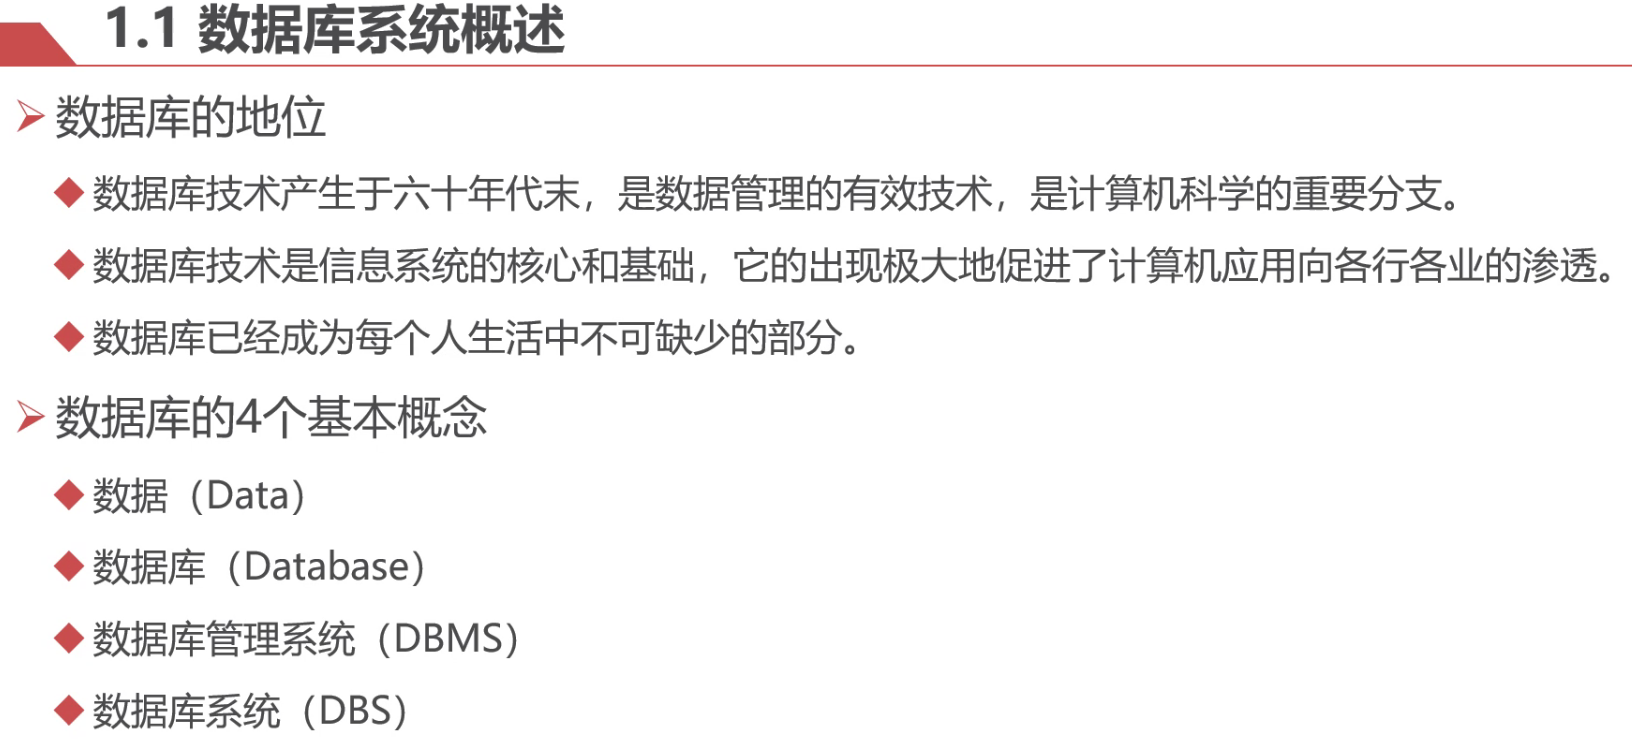 1.1 数据库系统概述
数据库的地位
数据库技术产生于六十年代末，是数据管理的有效技术，是计算机科学的重要分支。
数据库技术是信息系统的核心和基础，它的出现极大地促进了计算机应用向各行各业的渗透。
数据库已经成为每个人生活中不可缺少的部分。
数据库的4个基本概念
数据（Data）
数据库（Database）
数据库管理系统（DBMS）
数据库系统（DBS）